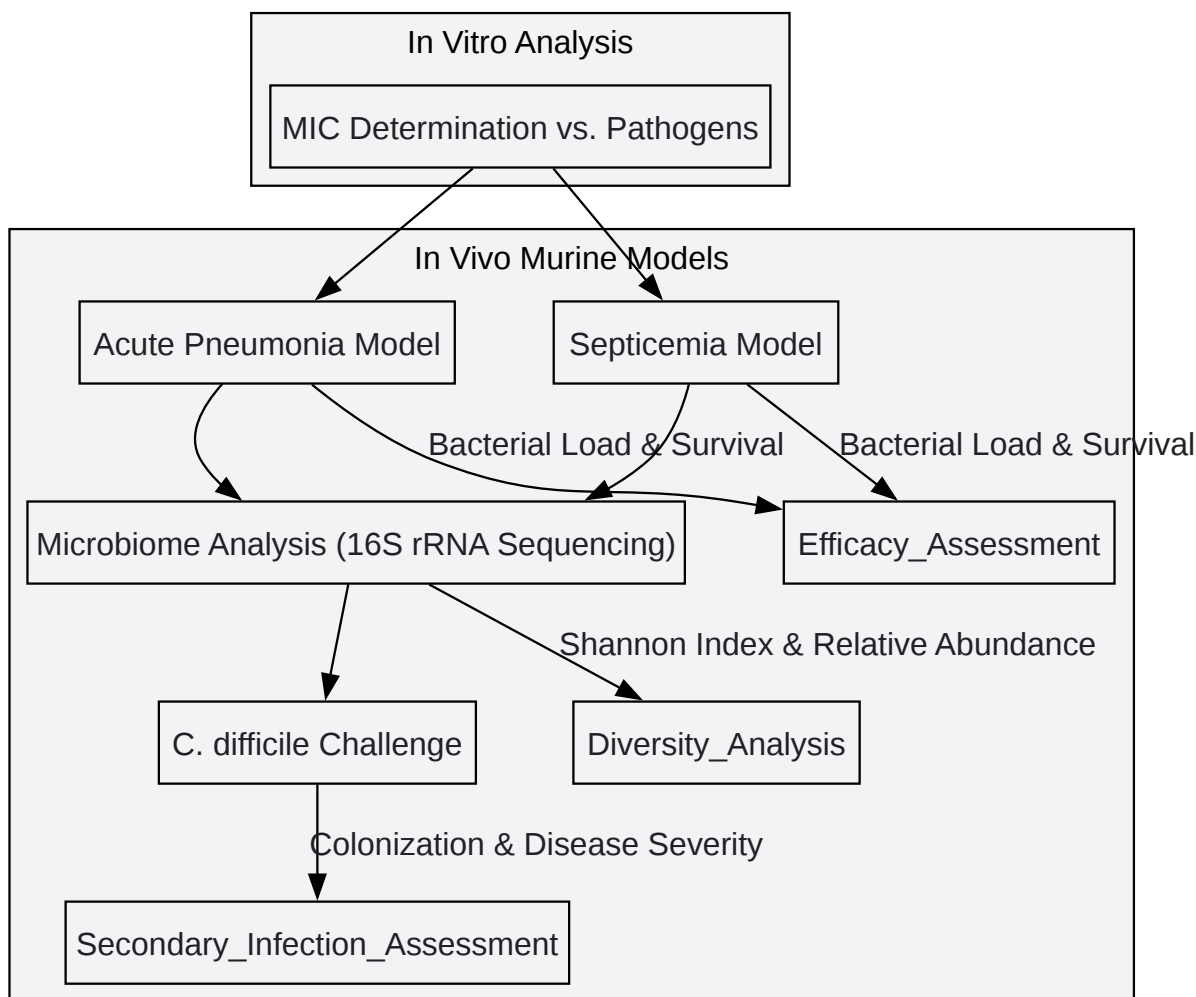 In Vitro Analysis
MIC Determination vs. Pathogens
In Vivo Murine Models
Acute Pneumonia Model
Septicemia Model
Bacterial Load & Survival
Bacterial Load & Survival
Microbiome Analysis (16S rRNA Sequencing)
Efficacy_Assessment
Shannon Index & Relative Abundance
C. difficile Challenge
Diversity_Analysis
Colonization & Disease Severity
Secondary_Infection_Assessment